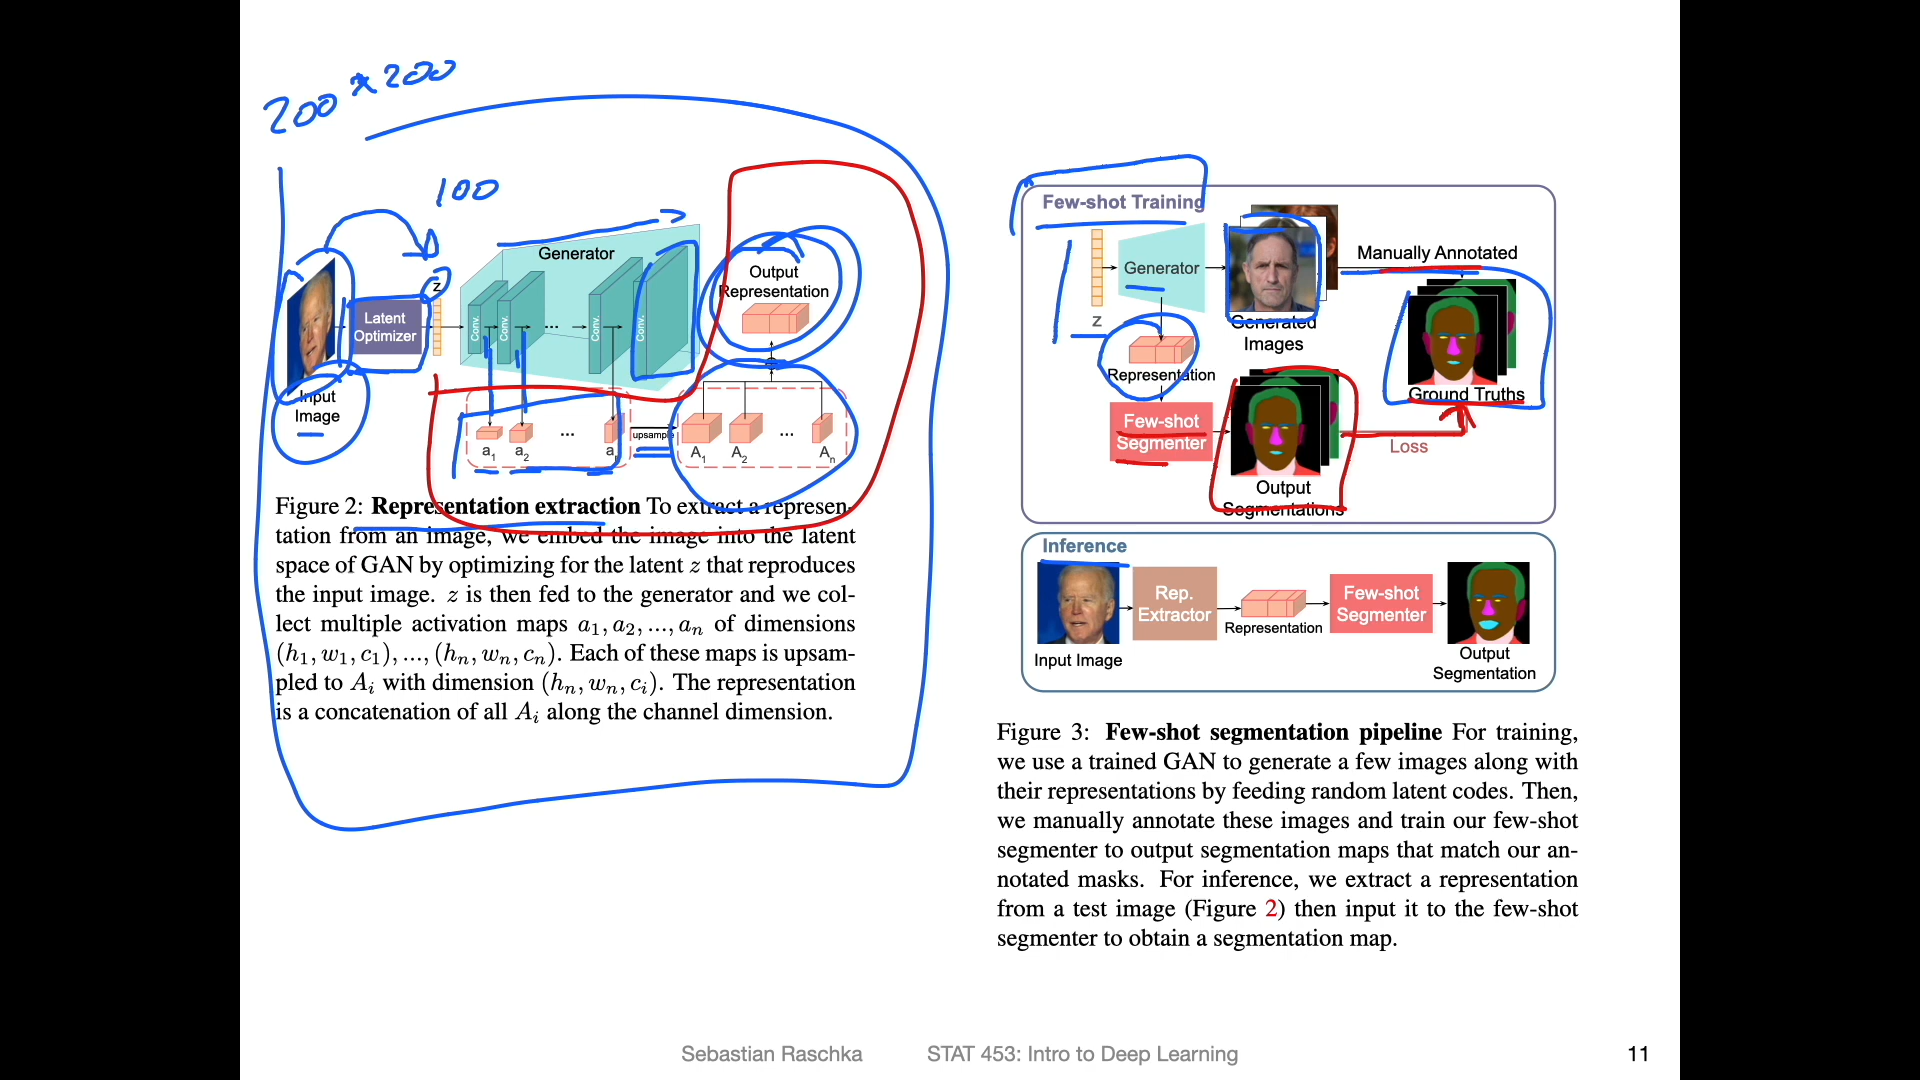 200 * 200
100
Generator
Output
Representation
z
Latent
Optimizer
Conv.
Conv.
...
Conv.
Conv.
Input
Image
a1
a2
...
upsample
A1
A2
...
An
Figure 2: Representation extraction To extract a represen-
tation from an image, we embed the image into the latent
space of GAN by optimizing for the latent z that reproduces
the input image. z is then fed to the generator and we col-
lect multiple activation maps a1, a2, ..., an of dimensions
(h1, w1, c1), ..., (hn, wn, cn). Each of these maps is upsam-
pled to Ai with dimension (hn, wn, ci). The representation
is a concatenation of all Ai along the channel dimension.
Few-shot Training
Generator
z
Generated
Images
Manually Annotated
Ground Truths
Representation
Few-shot
Segmenter
Output
Segmentations
Loss
Inference
Input Image
Rep.
Extractor
Representation
Few-shot
Segmenter
Output
Segmentation
Figure 3: Few-shot segmentation pipeline For training,
we use a trained GAN to generate a few images along with
their representations by feeding random latent codes. Then,
we manually annotate these images and train our few-shot
segmenter to output segmentation maps that match our an-
notated masks. For inference, we extract a representation
from a test image (Figure 2) then input it to the few-shot
segmenter to obtain a segmentation map.
Sebastian Raschka
STAT 453: Intro to Deep Learning
11